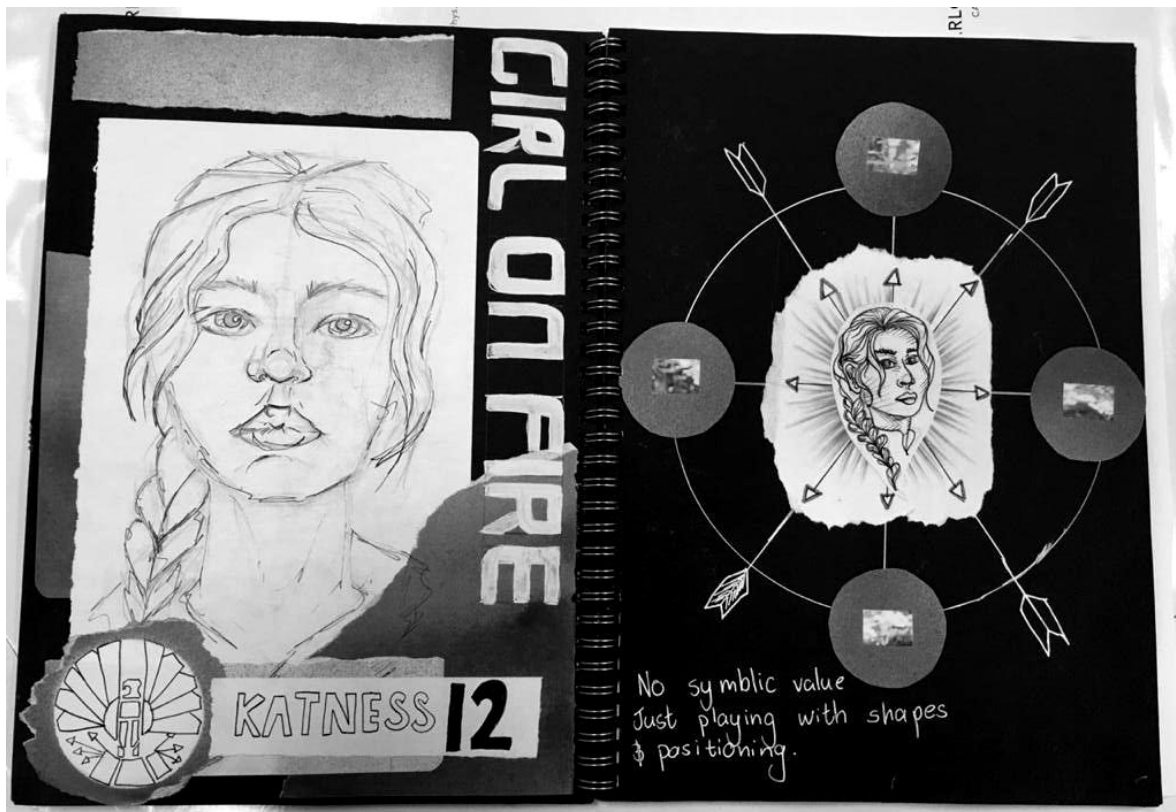 GIRL ON FIRE
KATNESS 12
No symblic value
Just playing with shapes
& positioning.